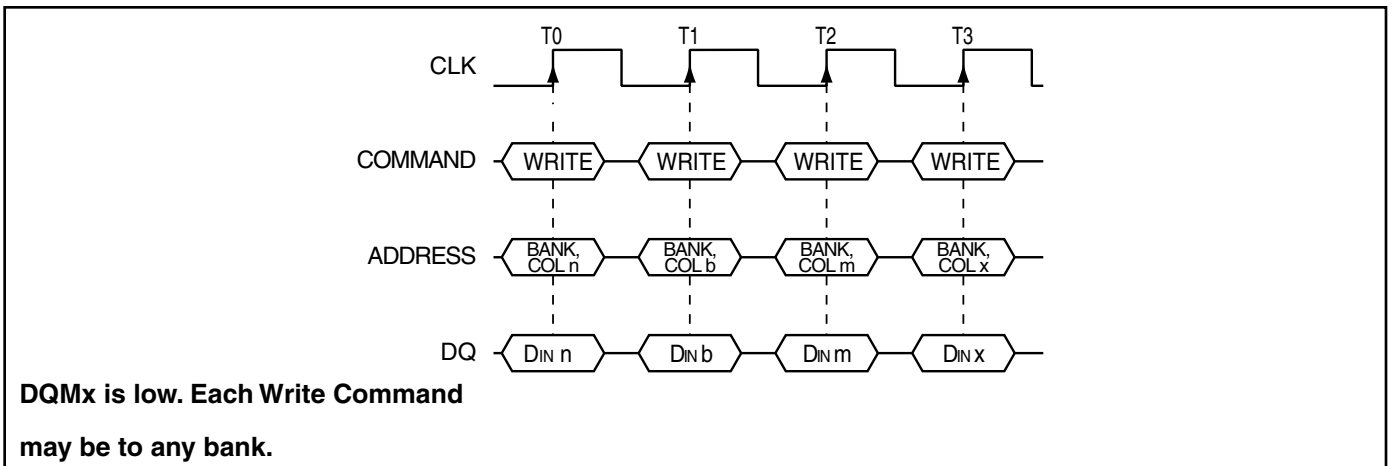 T0 T1 T2 T3
CLK
COMMAND WRITE WRITE WRITE WRITE
BANK, BANK, BANK, BANK,
ADDRESS COL n COL b COL m COL x
DQ DIN n DIN b DIN m DIN x
DQMx is low. Each Write Command
may be to any bank.